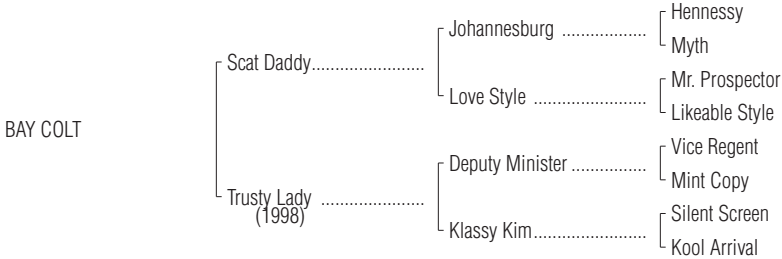 Hennessy
Johannesburg ..................
Myth
Scat Daddy........................
Mr. Prospector
Love Style ........................
Likeable Style
BAY COLT
Vice Regent
Deputy Minister ................
Mint Copy
Trusty Lady ......................
(1998)
Silent Screen
Klassy Kim........................
Kool Arrival